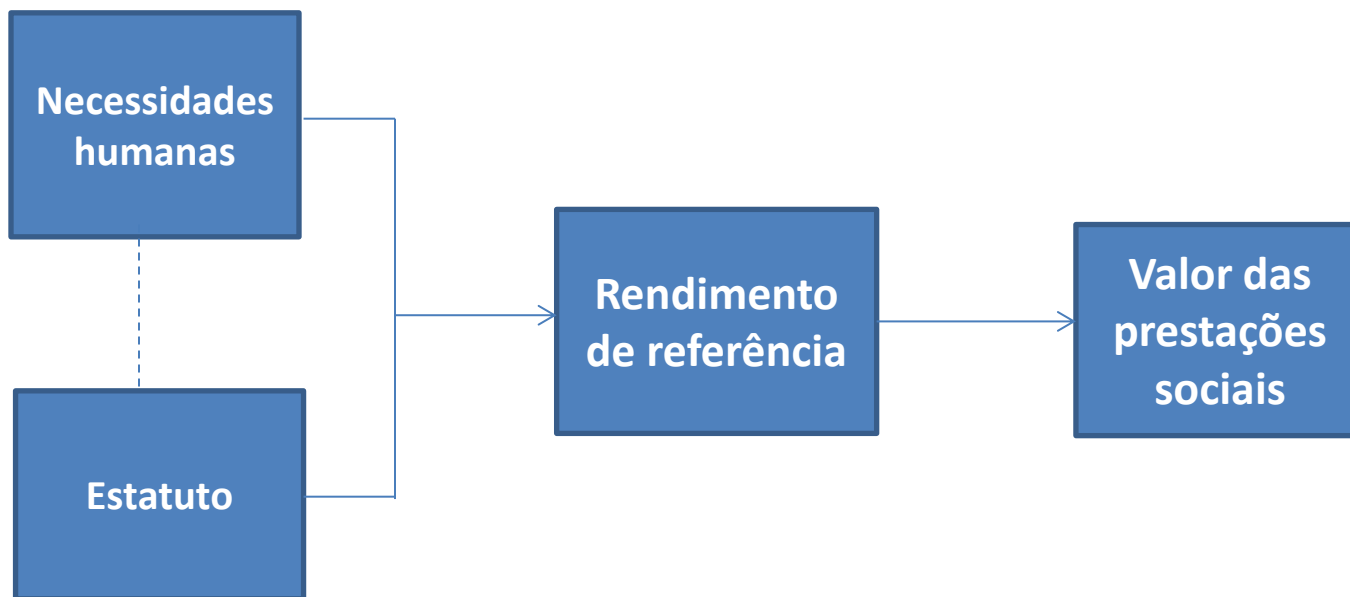 Necessidades
humanas
Estatuto
Rendimento
de referência
Valor das
prestações
sociais